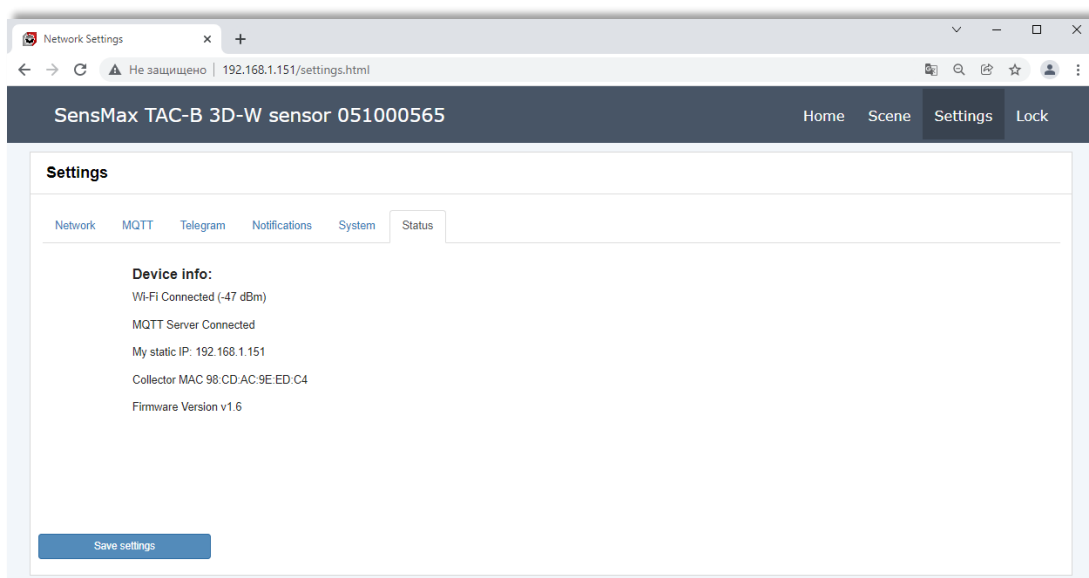 Network Settings
Не защищено | 192.168.1.151/settings.html
SensMax TAC-B 3D-W sensor 051000565
Home Scene Settings Lock
Settings
Network MQTT Telegram Notifications System Status
Device info:
Wi-Fi Connected (-47 dBm)
MQTT Server Connected
My static IP: 192.168.1.151
Collector MAC 98:CD:AC:9E:ED:C4
Firmware Version v1.6
Save settings